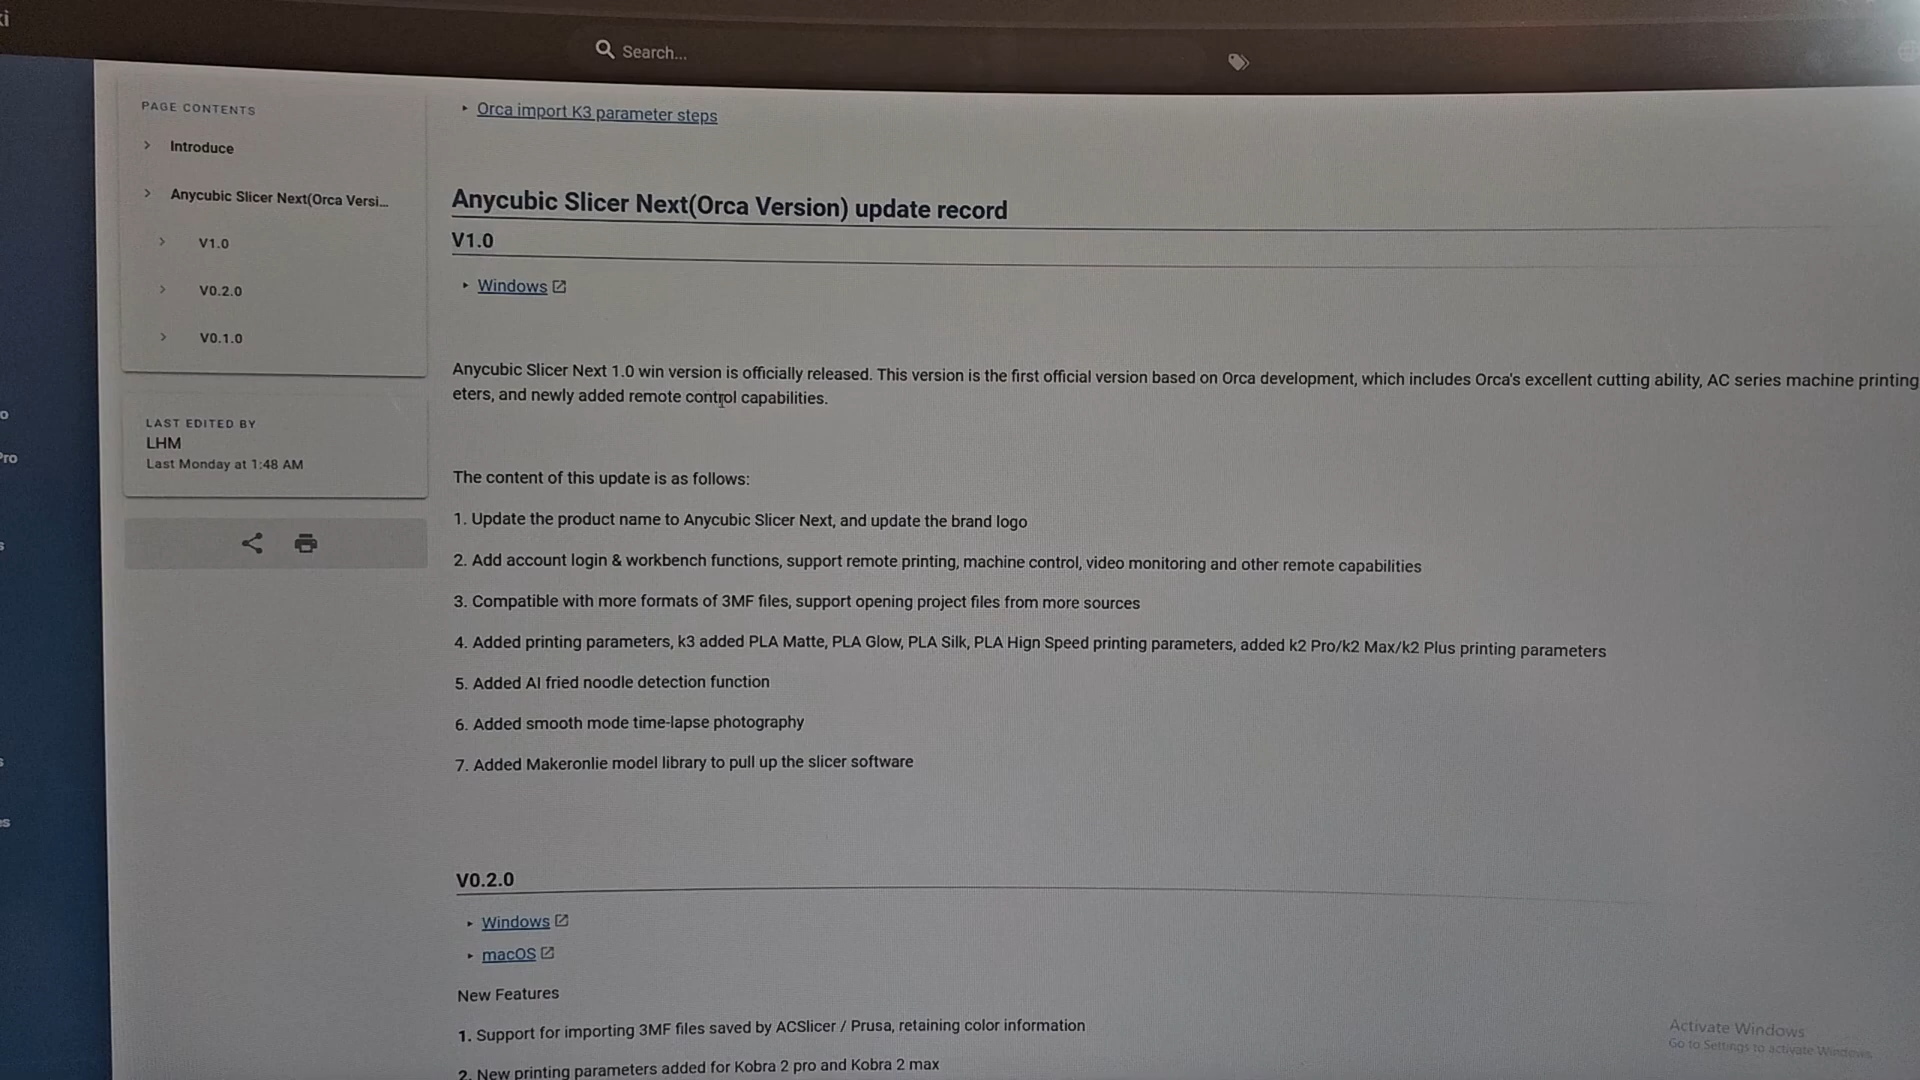 ki
Search...
PAGE CONTENTS
Introduce
Anycubic Slicer Next(Orca Versi...
V1.0
V0.2.0
V0.1.0
LAST EDITED BY
LHM
Last Monday at 1:48 AM
Orca import K3 parameter steps
Anycubic Slicer Next(Orca Version) update record
V1.0
Windows
Anycubic Slicer Next 1.0 win version is officially released. This version is the first official version based on Orca development, which includes Orca's excellent cutting ability, AC series machine printing
eters, and newly added remote control capabilities.
The content of this update is as follows:
1. Update the product name to Anycubic Slicer Next, and update the brand logo
2. Add account login & workbench functions, support remote printing, machine control, video monitoring and other remote capabilities
3. Compatible with more formats of 3MF files, support opening project files from more sources
4. Added printing parameters, k3 added PLA Matte, PLA Glow, PLA Silk, PLA Hign Speed printing parameters, added k2 Pro/k2 Max/k2 Plus printing parameters
5. Added AI fried noodle detection function
6. Added smooth mode time-lapse photography
7. Added Makeronlie model library to pull up the slicer software
V0.2.0
Windows
macOS
New Features
1. Support for importing 3MF files saved by ACSlicer / Prusa, retaining color information
2. New printing parameters added for Kobra 2 pro and Kobra 2 max
o
Pro
s
s
es
Activate Windows
Go to Settings to activate Windows.